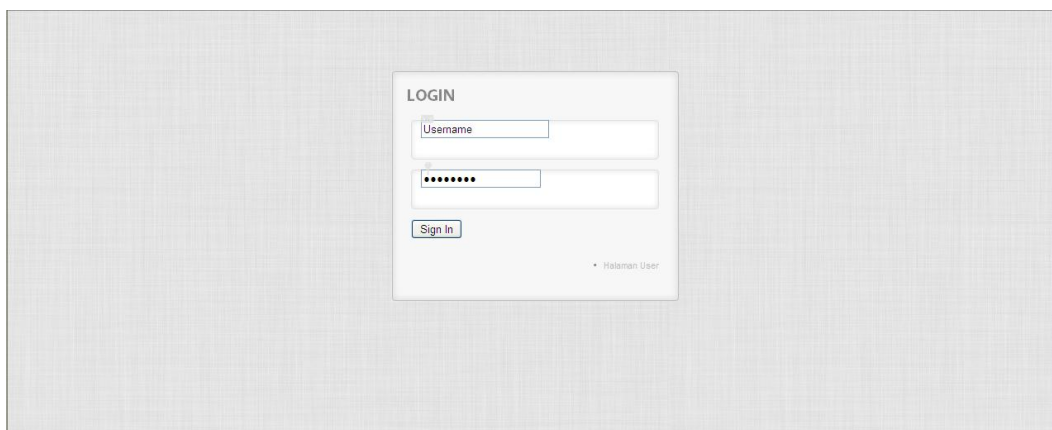 LOGIN
Username
••••••••
Sign In
• Halaman User